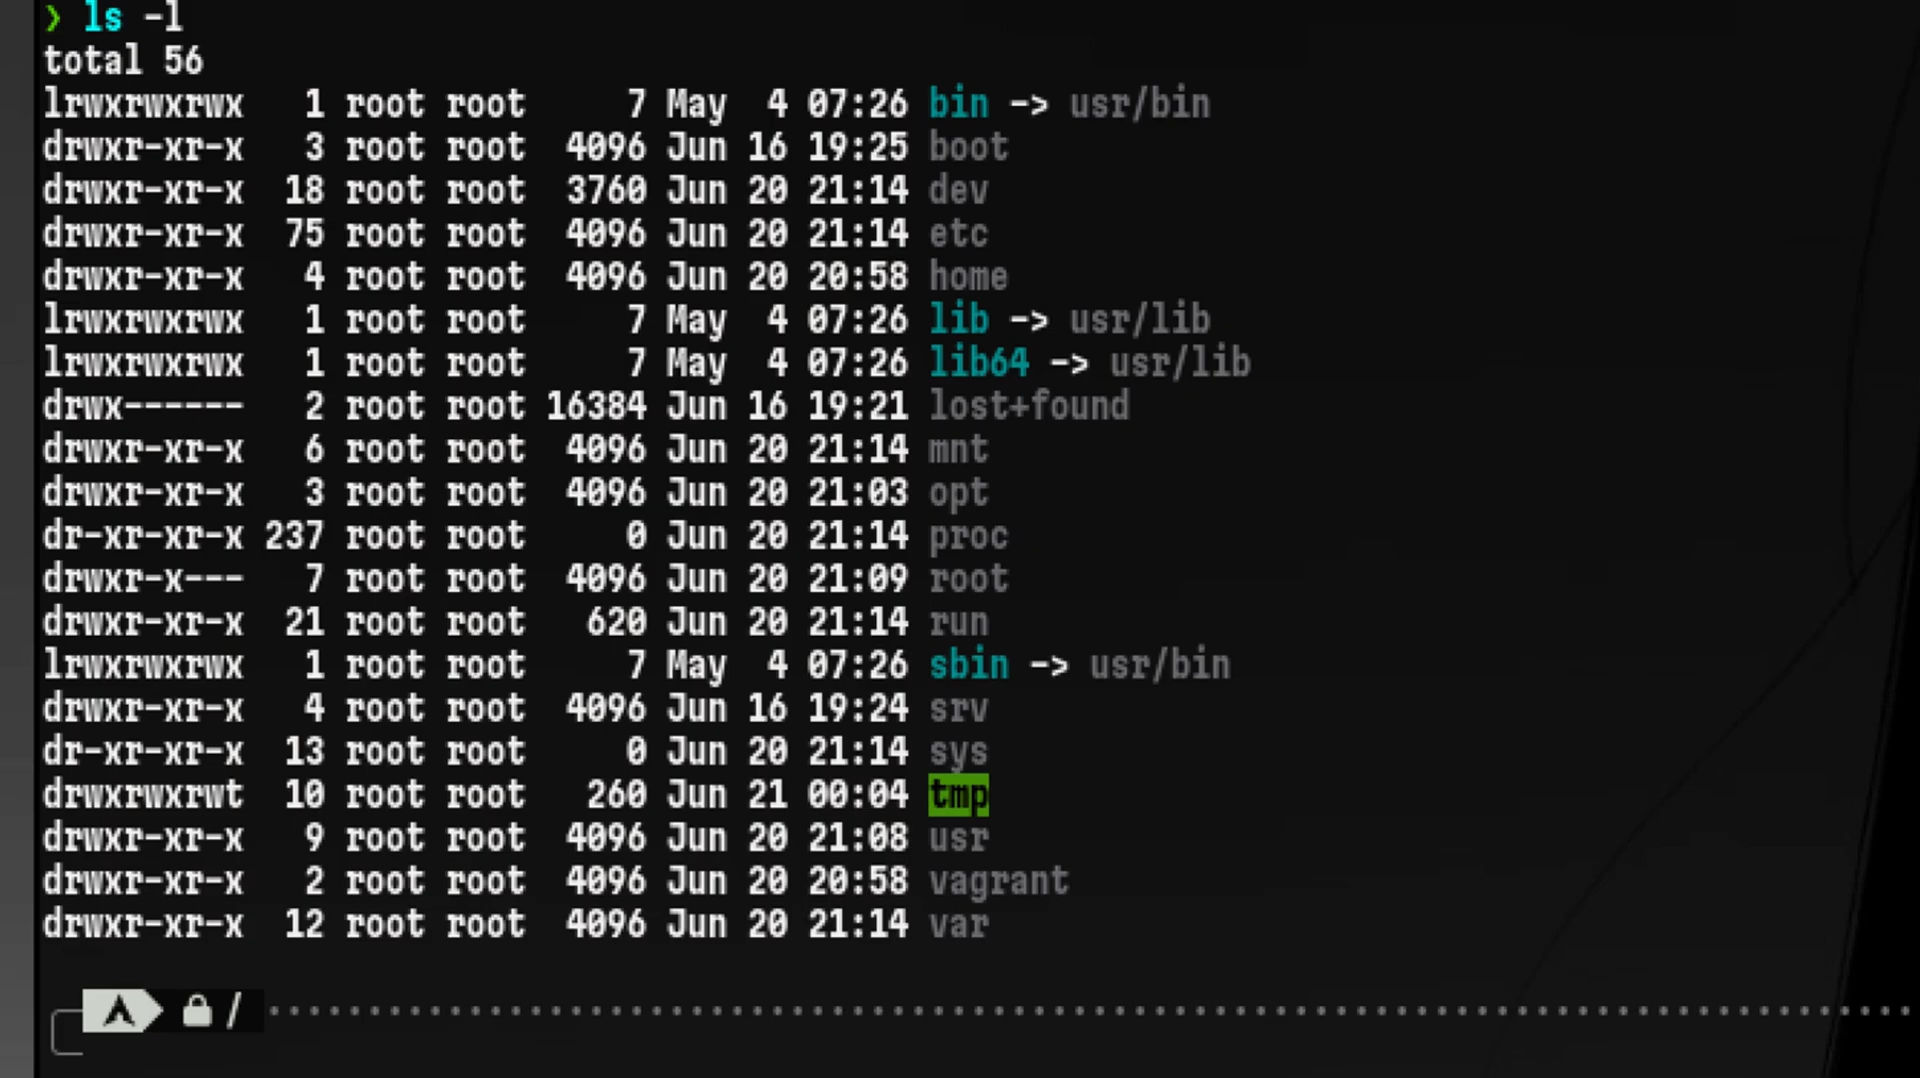 ❯ ls -l
total 56
lrwxrwxrwx   1 root root     7 May  4 07:26 bin -> usr/bin
drwxr-xr-x   3 root root  4096 Jun 16 19:25 boot
drwxr-xr-x  18 root root  3760 Jun 20 21:14 dev
drwxr-xr-x  75 root root  4096 Jun 20 21:14 etc
drwxr-xr-x   4 root root  4096 Jun 20 20:58 home
lrwxrwxrwx   1 root root     7 May  4 07:26 lib -> usr/lib
lrwxrwxrwx   1 root root     7 May  4 07:26 lib64 -> usr/lib
drwx------   2 root root 16384 Jun 16 19:21 lost+found
drwxr-xr-x   6 root root  4096 Jun 20 21:14 mnt
drwxr-xr-x   3 root root  4096 Jun 20 21:03 opt
dr-xr-xr-x 237 root root     0 Jun 20 21:14 proc
drwxr-x---   7 root root  4096 Jun 20 21:09 root
drwxr-xr-x  21 root root   620 Jun 20 21:14 run
lrwxrwxrwx   1 root root     7 May  4 07:26 sbin -> usr/bin
drwxr-xr-x   4 root root  4096 Jun 16 19:24 srv
dr-xr-xr-x  13 root root     0 Jun 20 21:14 sys
drwxrwxrwt  10 root root   260 Jun 21 00:04 tmp
drwxr-xr-x   9 root root  4096 Jun 20 21:08 usr
drwxr-xr-x   2 root root  4096 Jun 20 20:58 vagrant
drwxr-xr-x  12 root root  4096 Jun 20 21:14 var
/